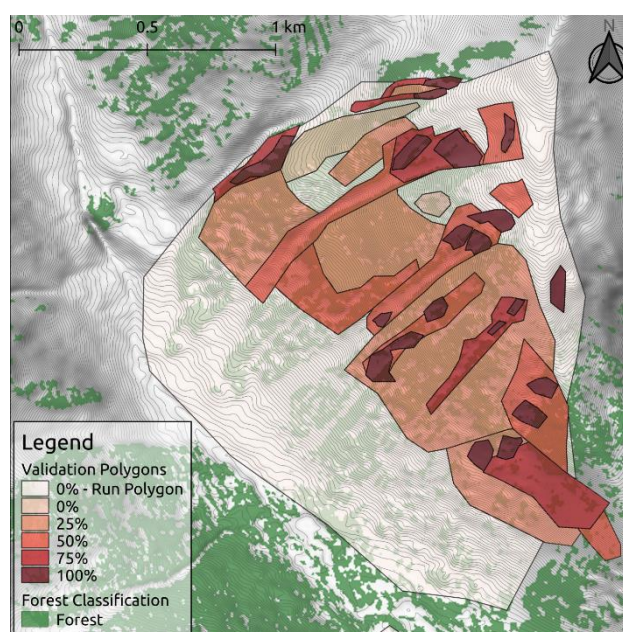 0 0.5 1 km
N
Legend
Validation Polygons
0% - Run Polygon
0%
25%
50%
75%
100%
Forest Classification
Forest